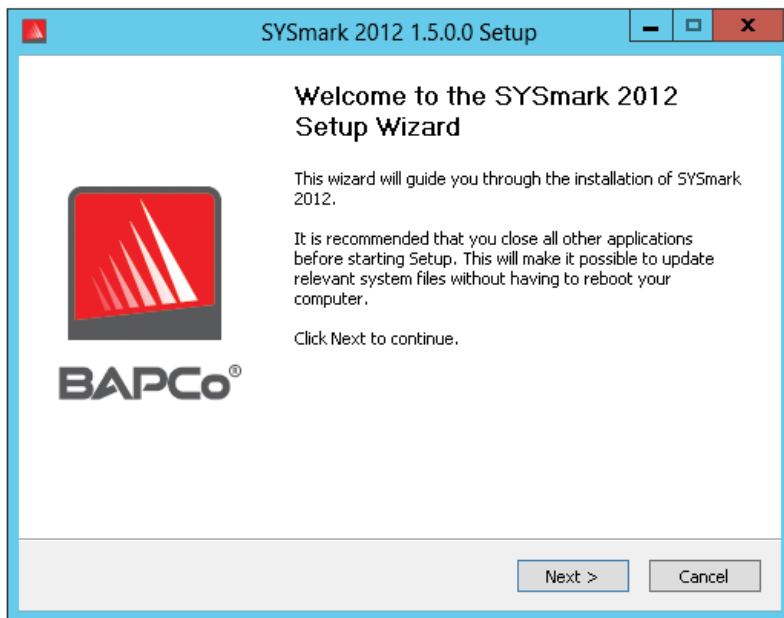 SYSmark 2012 1.5.0.0 Setup
Welcome to the SYSmark 2012
Setup Wizard
This wizard will guide you through the installation of SYSmark
2012.
It is recommended that you close all other applications
before starting Setup. This will make it possible to update
relevant system files without having to reboot your
computer.
Click Next to continue.
BAPCo®
Next >
Cancel